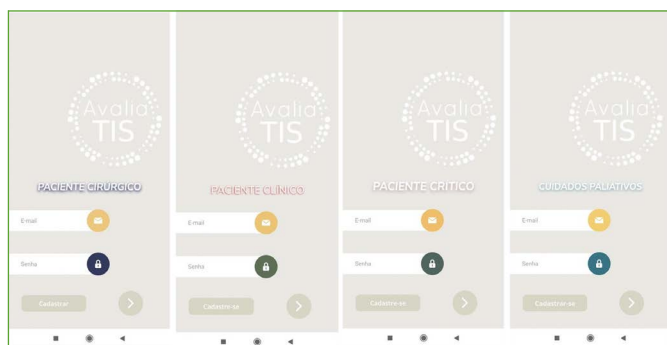 Avalia
TIS
PACIENTE CIRÚRGICO
E-mail
Senha
Cadastrar
Avalia
TIS
PACIENTE CLÍNICO
E-mail
Senha
Cadastre-se
Avalia
TIS
PACIENTE CRÍTICO
E-mail
Senha
Cadastre-se
Avalia
TIS
CUIDADOS PALIATIVOS
E-mail
Senha
Cadastre-se